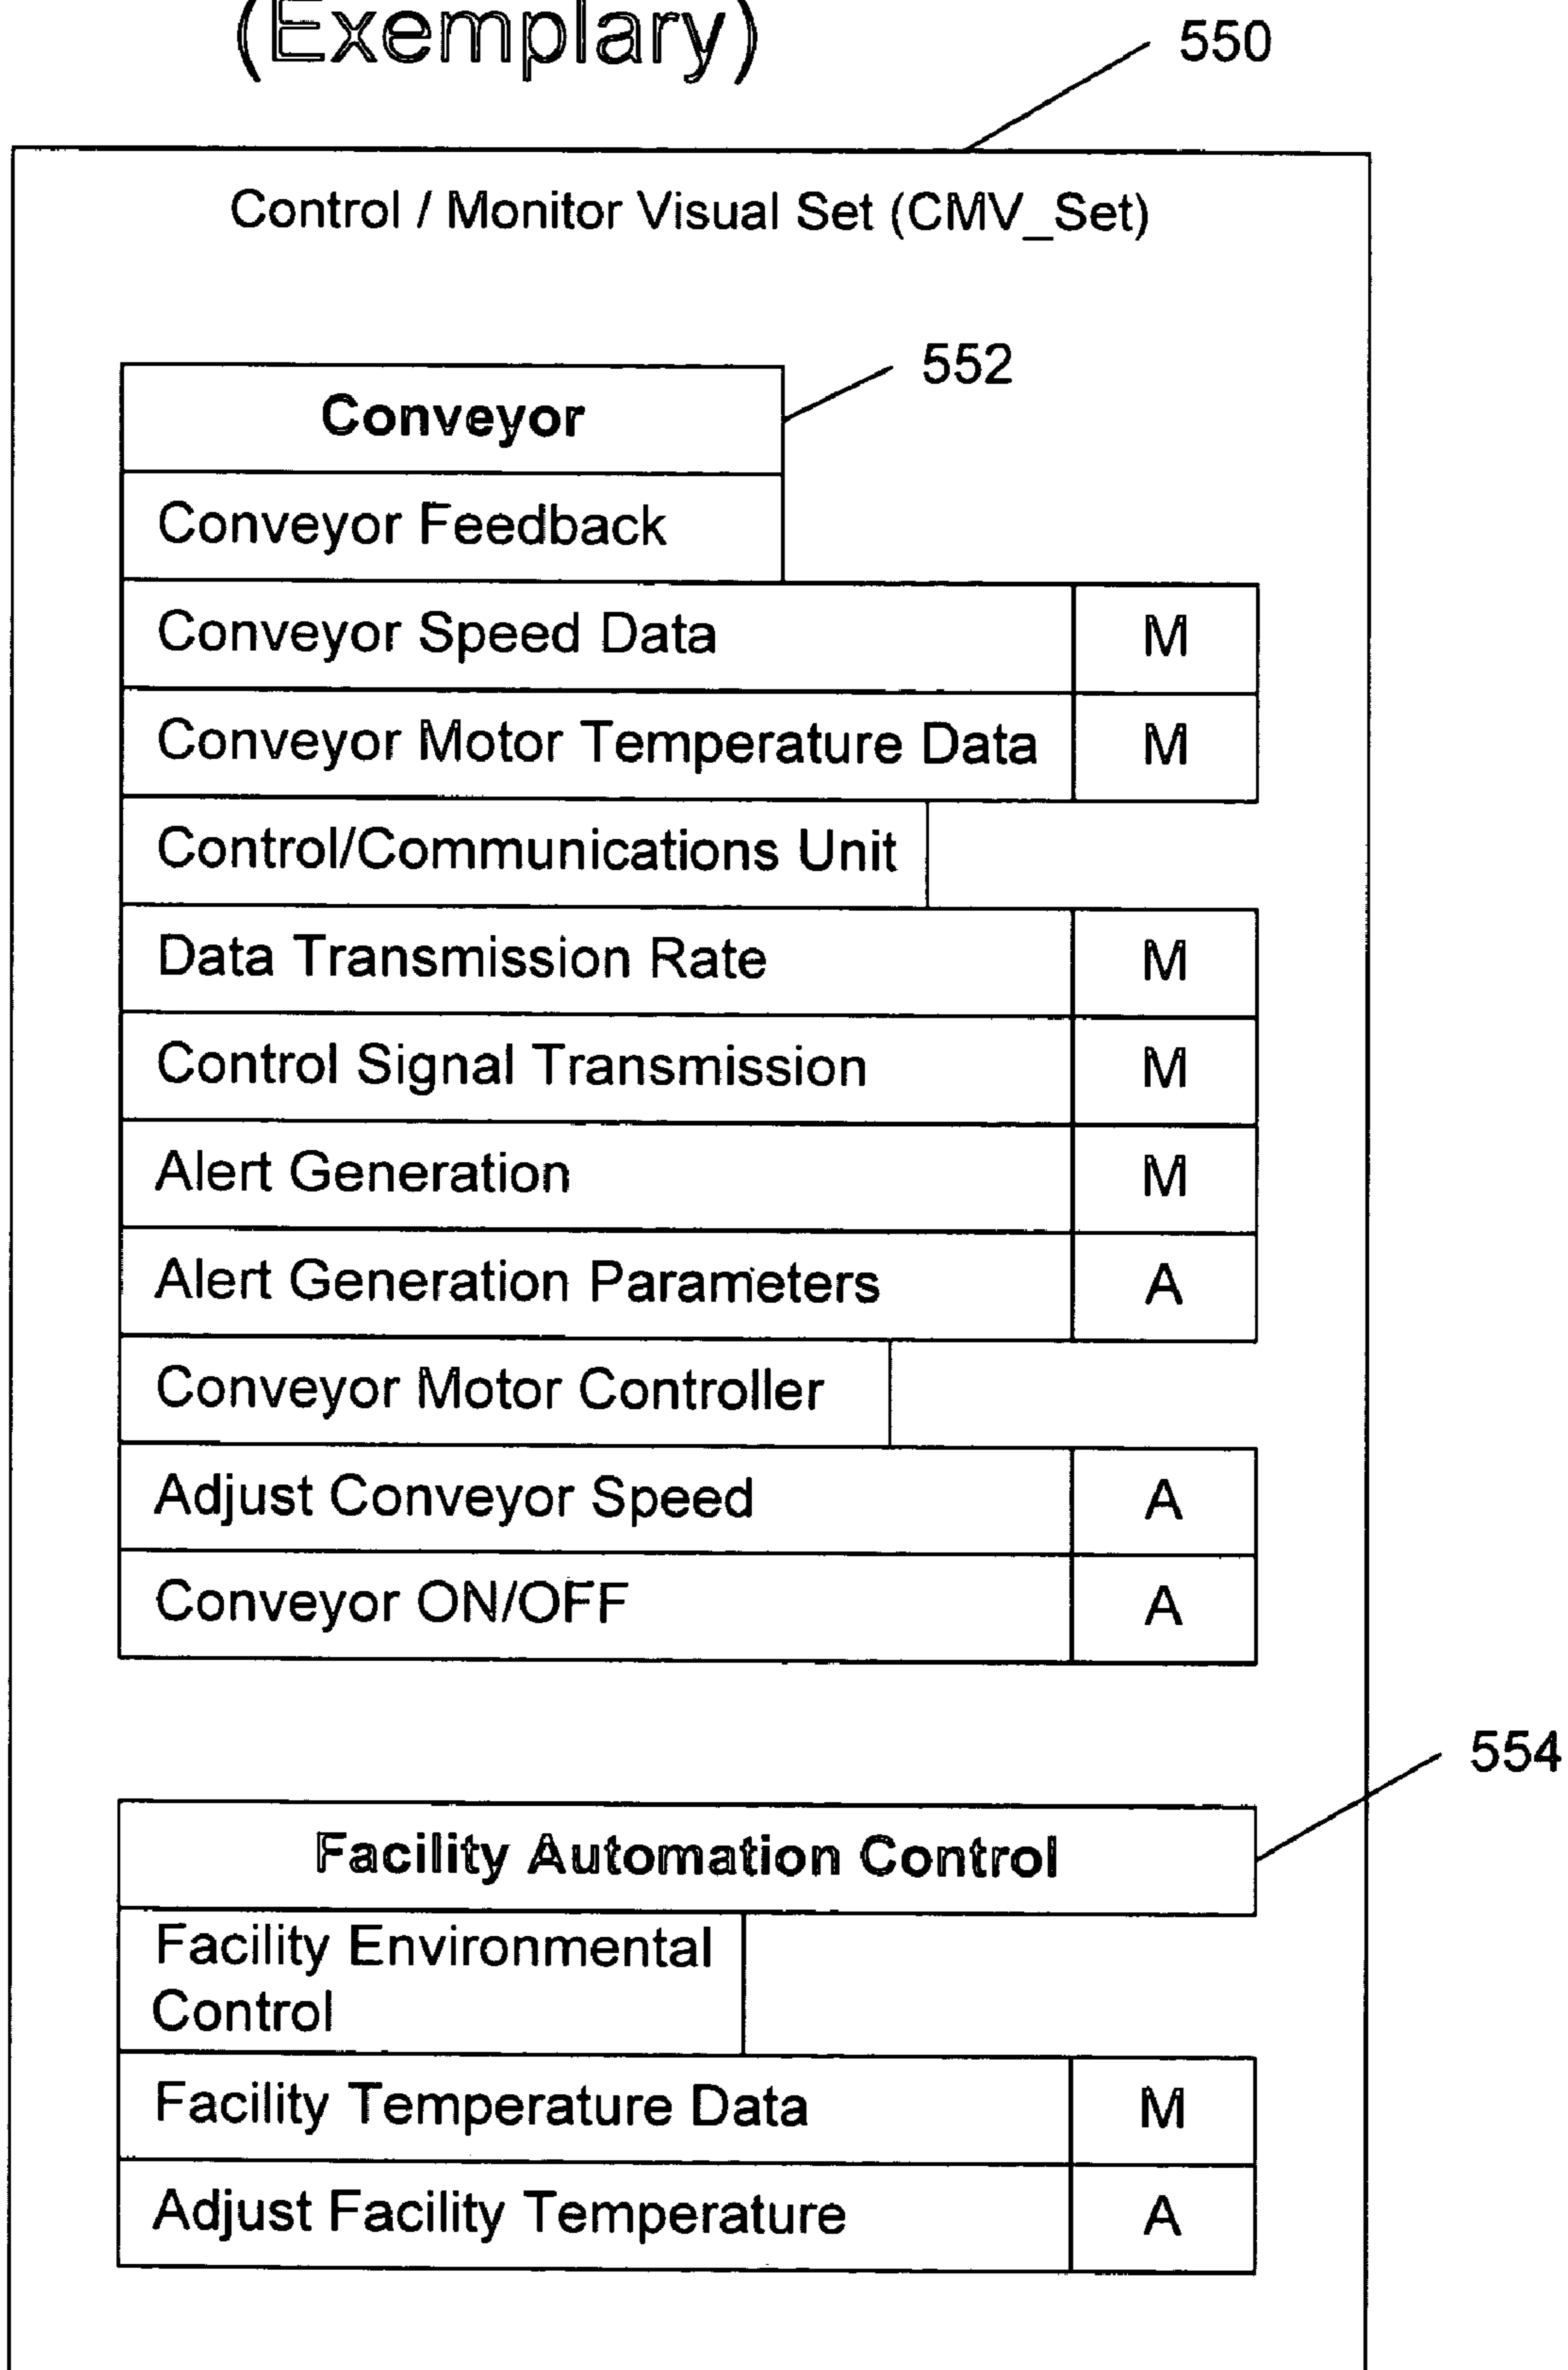 (Exemplary)
550
Control / Monitor Visual Set (CMV_Set)
552
Conveyor
Conveyor Feedback
Conveyor Speed Data M
Conveyor Motor Temperature Data M
Control/Communications Unit
Data Transmission Rate M
Control Signal Transmission M
Alert Generation M
Alert Generation Parameters A
Conveyor Motor Controller
Adjust Conveyor Speed A
Conveyor ON/OFF A
554
Facility Automation Control
Facility Environmental
Control
Facility Temperature Data M
Adjust Facility Temperature A